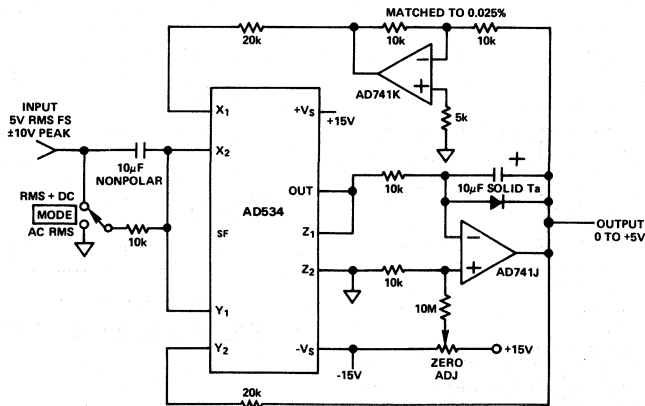 MATCHED TO 0.025%
20k
10k
10k
AD741K
5k
INPUT
5V RMS FS
±10V PEAK
10μF
NONPOLAR
RMS + DC
MODE
AC RMS
10k
X1
X2
SF
Y1
Y2
AD534
+VS
+15V
OUT
Z1
Z2
-VS
-15V
10k
10μF SOLID Ta
+
AD741J
10k
10M
ZERO
ADJ
+15V
OUTPUT
0 TO +5V
20k